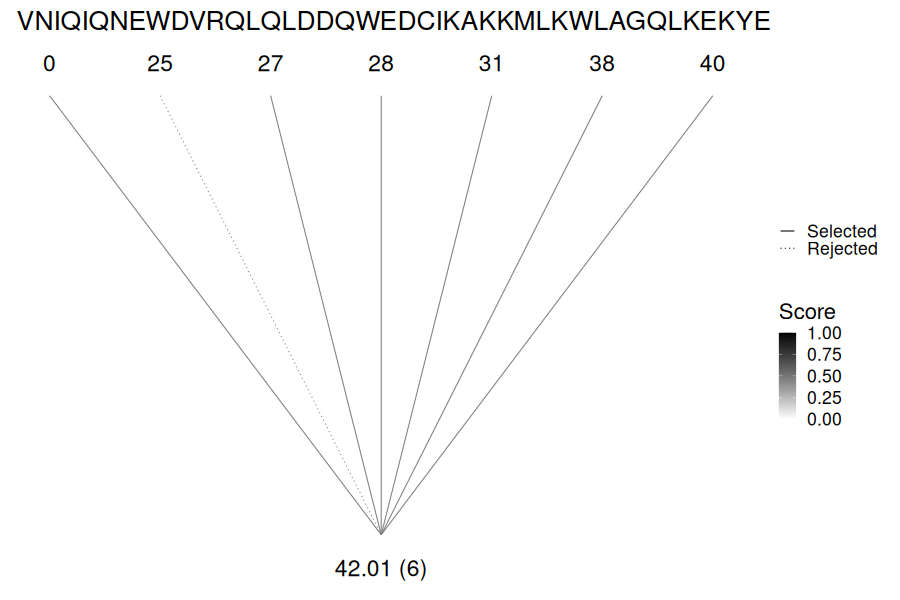 VNIQIQNEWDVRQLQLDDQWEDCIKAKKMLKWLAGQLKEKYE
0 25 27 28 31 38 40
Selected
Rejected
Score
1.00
0.75
0.50
0.25
0.00
42.01 (6)